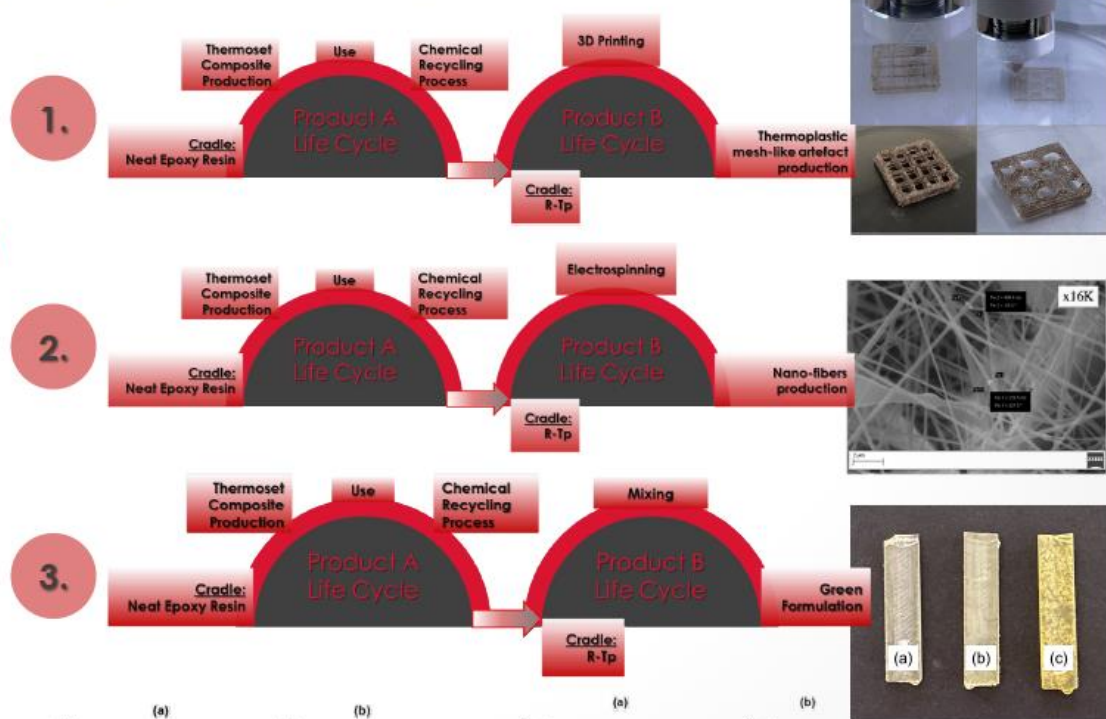 1.
Thermoset
Composite
Production
Use
Chemical
Recycling
Process
Cradle:
Neat Epoxy Resin
Product A
Life Cycle
3D Printing
Product B
Life Cycle
Cradle:
R-Tp
Thermoplastic
mesh-like artefact
production
2.
Thermoset
Composite
Production
Use
Chemical
Recycling
Process
Cradle:
Neat Epoxy Resin
Product A
Life Cycle
Electrospinning
Product B
Life Cycle
Cradle:
R-Tp
Nano-fibers
production
x16K
3.
Thermoset
Composite
Production
Use
Chemical
Recycling
Process
Cradle:
Neat Epoxy Resin
Product A
Life Cycle
Mixing
Product B
Life Cycle
Cradle:
R-Tp
Green
Formulation
(a)
(b)
(c)
(a)
(b)
(a)
(b)